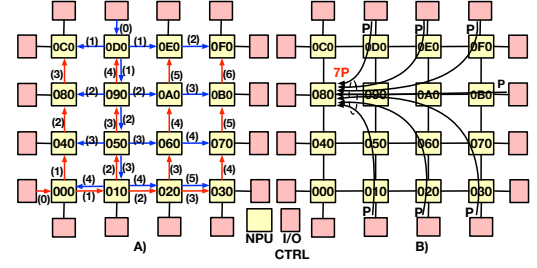 (0) P P P
0C0 (1) 0D0 (1) 0E0 (2) 0F0 0C0 0D0 0E0 0F0
(3) (4) (1) (5) (6) 7P
080 (2) 090 (2) 0A0 (3) 0B0 080 090 0A0 0B0 P
(2) (3) (2) (4) (5)
040 (3) 050 (3) 060 (4) 070 040 050 060 070
(1) (2) (3) (3) (4)
(4) (4) (5)
000 010 020 030 000 010 020 030
(0) (1) (2) (3) P P P
A) NPU I/O B)
CTRL